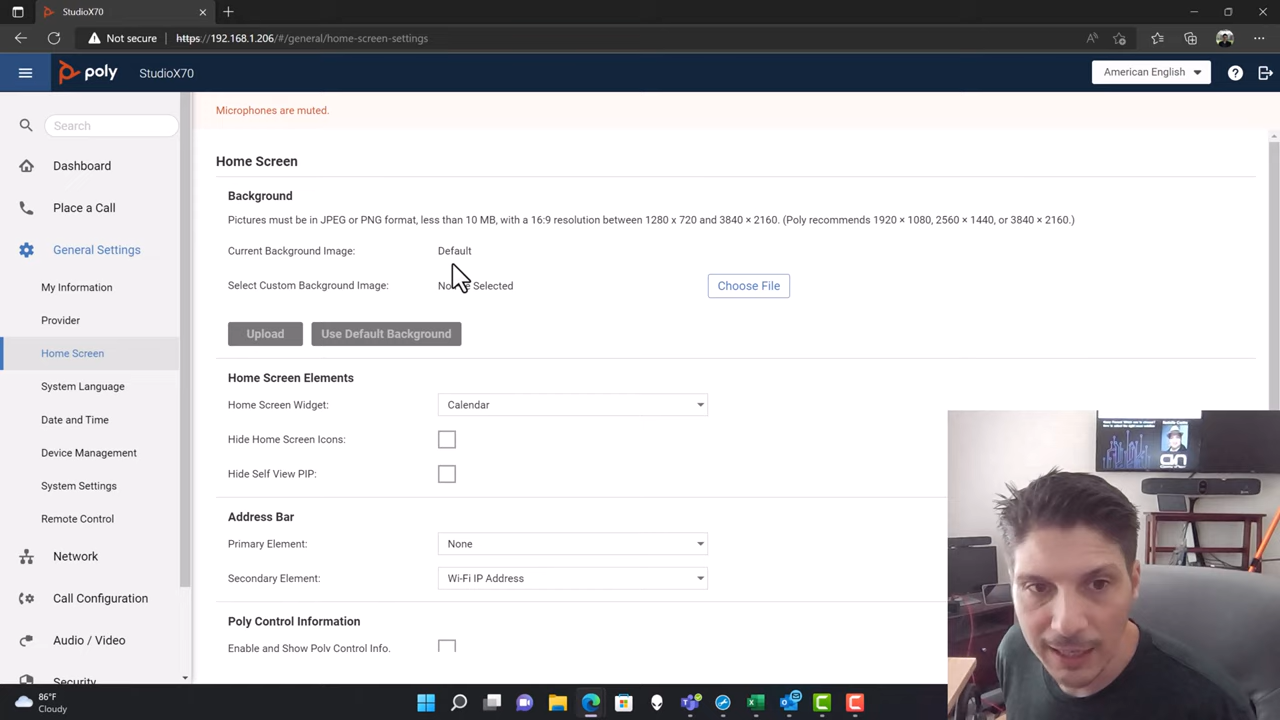 StudioX70
Not secure
https://192.168.1.206/#/general/home-screen-settings
poly
StudioX70
American English
Search
Dashboard
Place a Call
General Settings
My Information
Provider
Home Screen
System Language
Date and Time
Device Management
System Settings
Remote Control
Network
Call Configuration
Audio / Video
Security
Microphones are muted.
Home Screen
Background
Pictures must be in JPEG or PNG format, less than 10 MB, with a 16:9 resolution between 1280 x 720 and 3840 × 2160. (Poly recommends 1920 × 1080, 2560 × 1440, or 3840 × 2160.)
Current Background Image: Default
Select Custom Background Image: Selected Choose File
Upload Use Default Background
Home Screen Elements
Home Screen Widget: Calendar
Hide Home Screen Icons:
Hide Self View PIP:
Address Bar
Primary Element: None
Secondary Element: Wi-Fi IP Address
Poly Control Information
Enable and Show Poly Control Info.
86°F
Cloudy